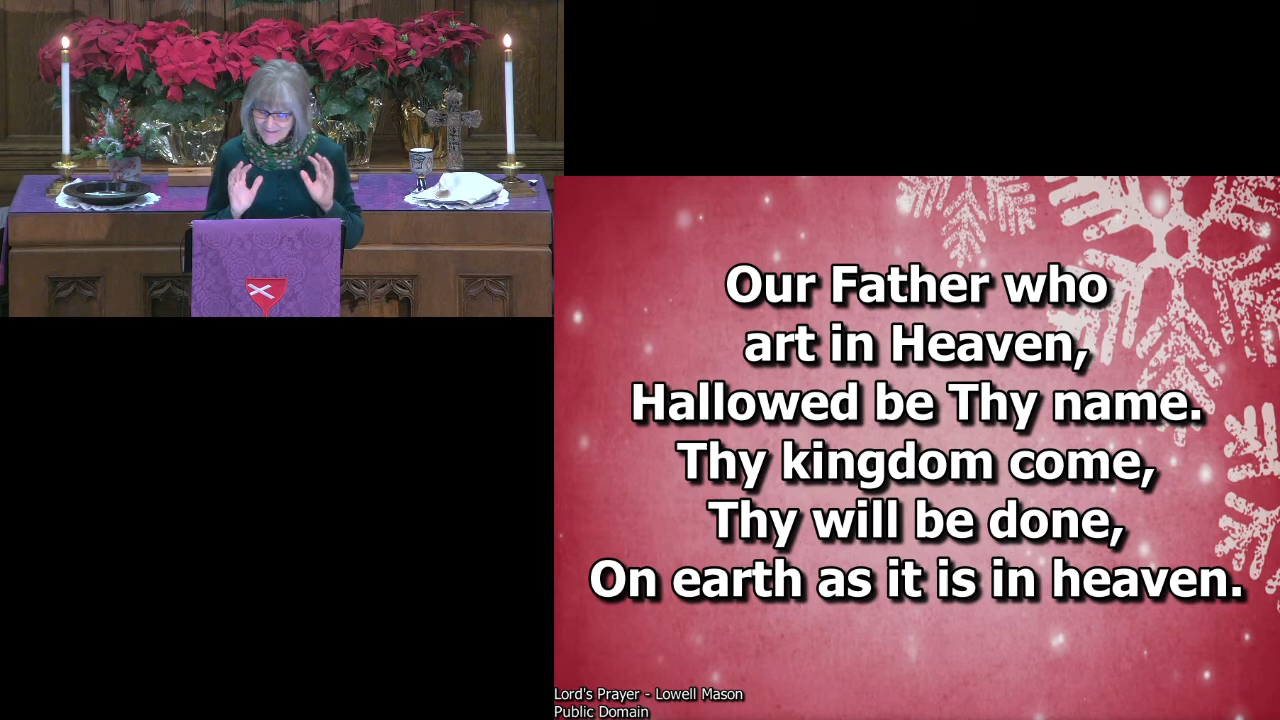 Our Father who
art in Heaven,
Hallowed be Thy name.
Thy kingdom come,
Thy will be done,
On earth as it is in heaven.
Lord's Prayer - Lowell Mason
Public Domain